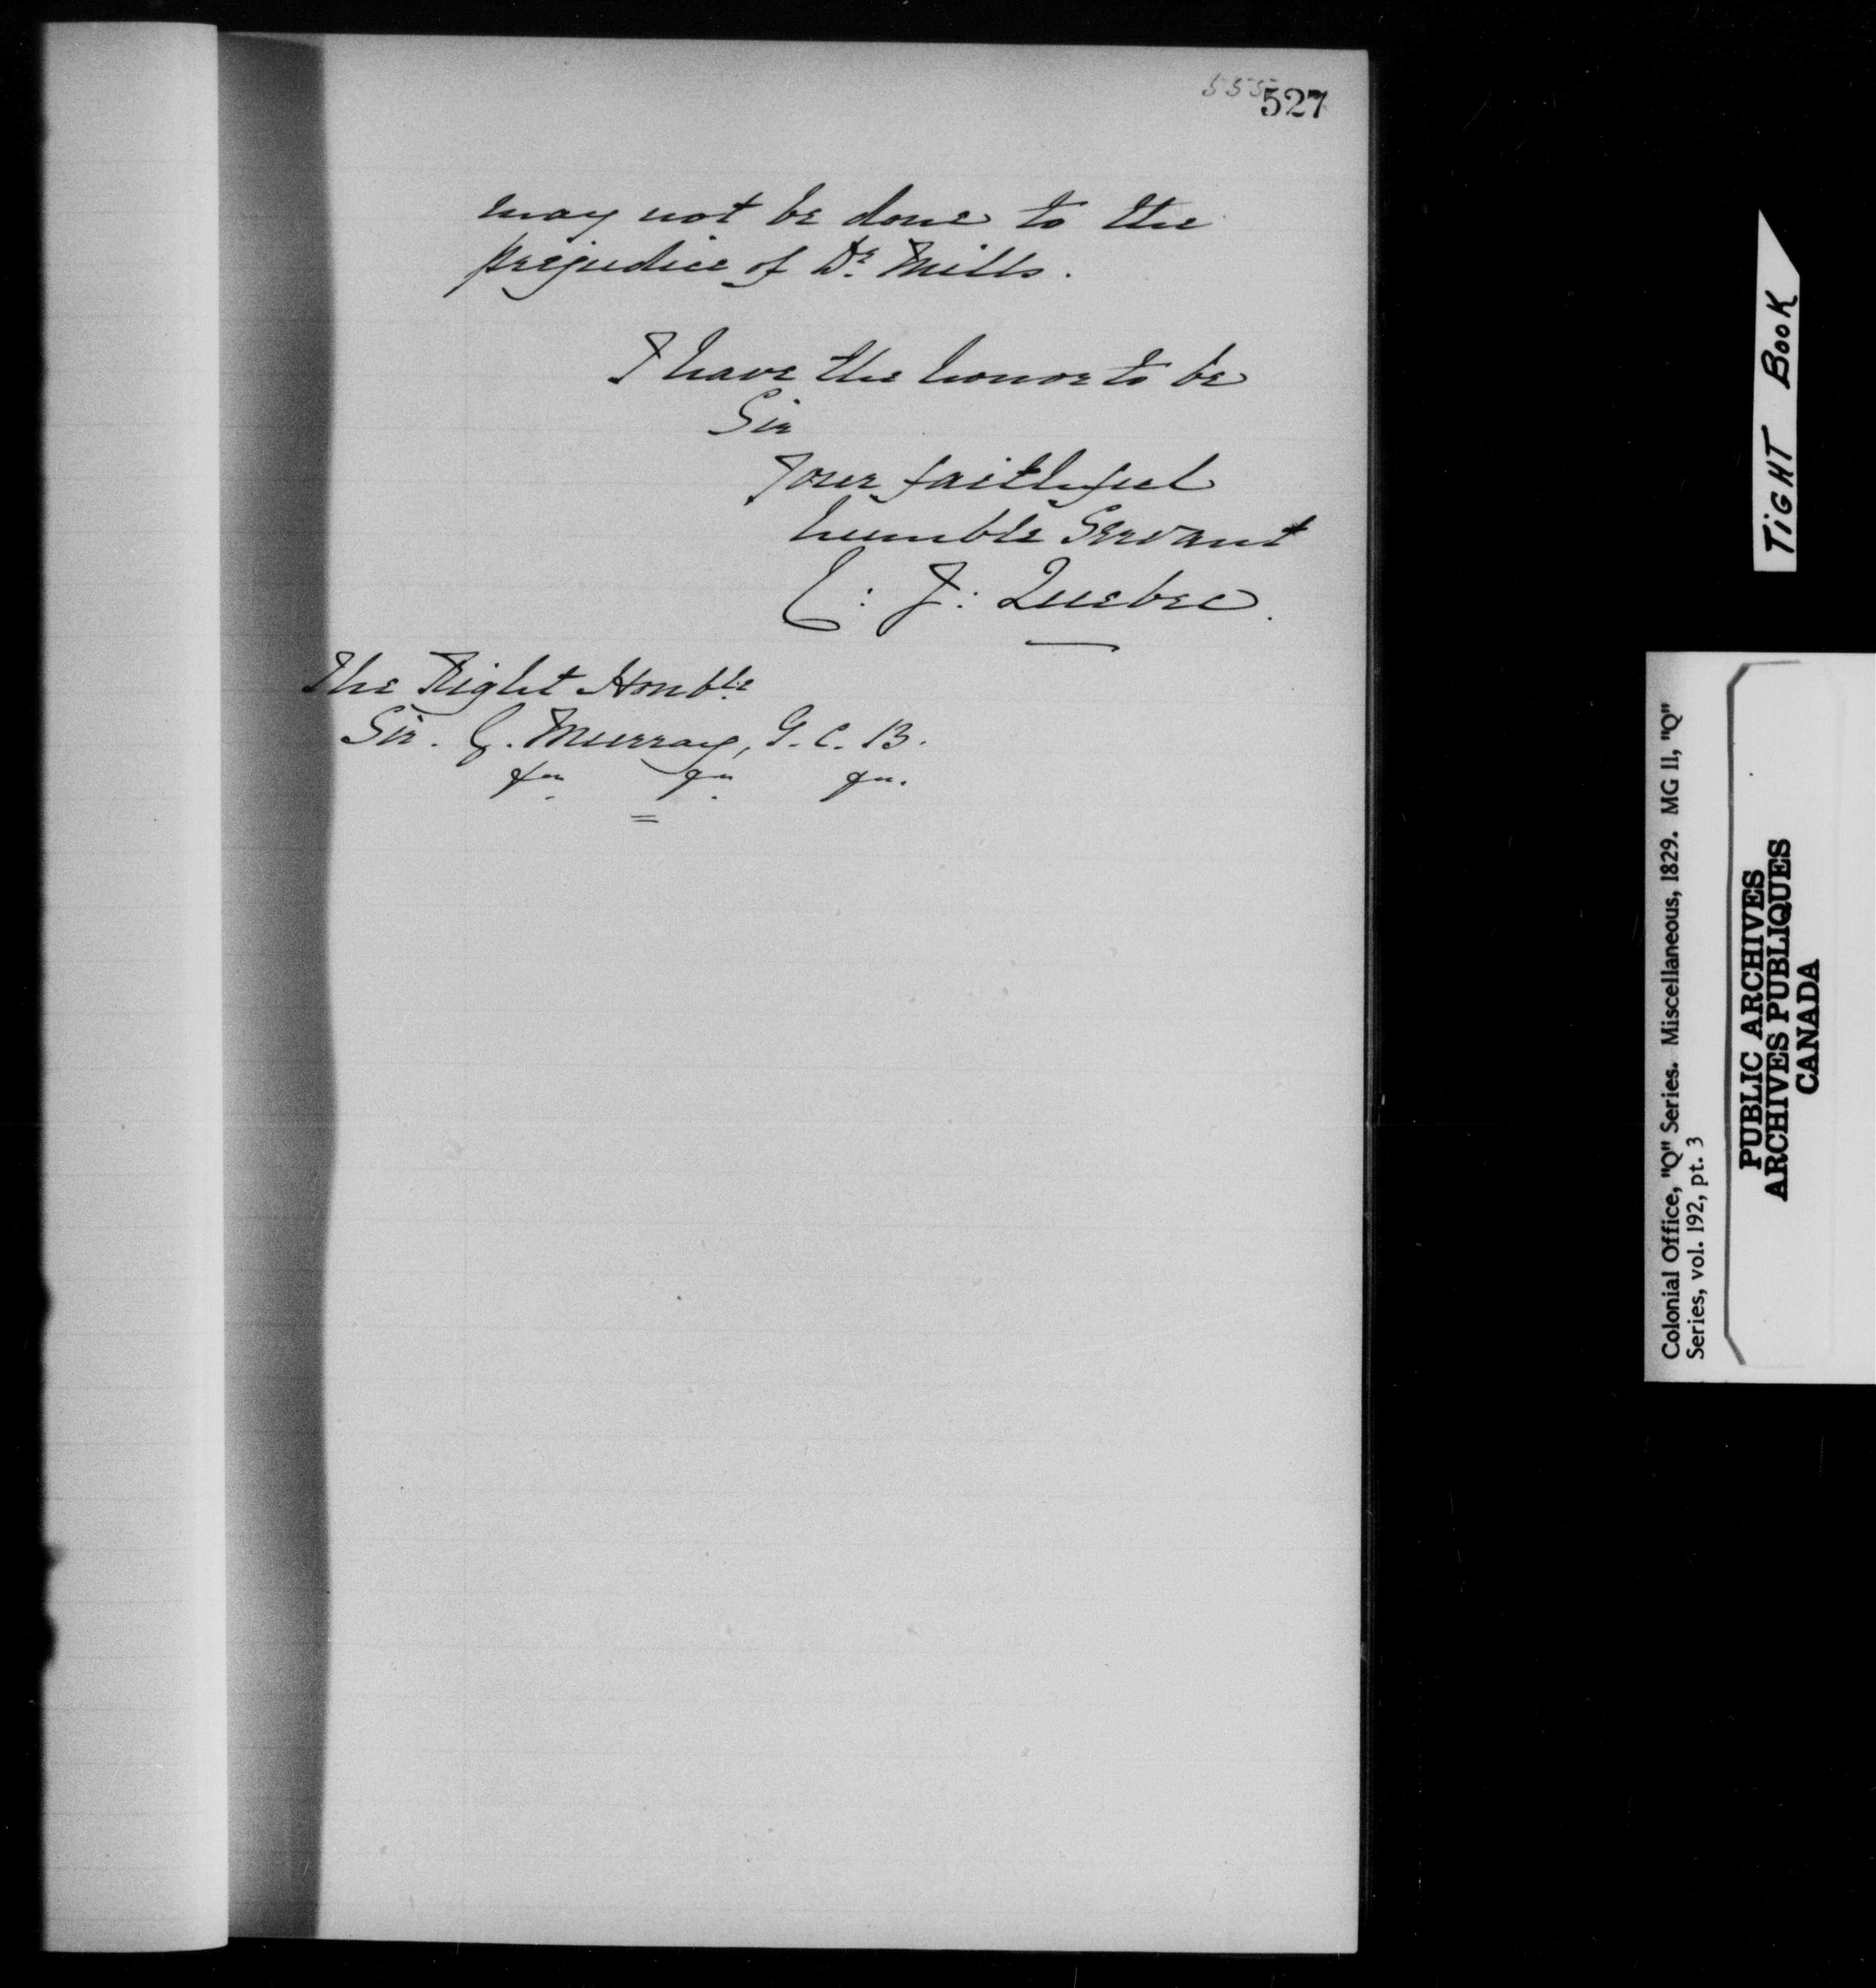 555
527
may not be done to the
prejudice of Dr. Mills.
I have the honor to be
Sir
Your faithful
humble Servant
C: J: Quebec.
The Right Honble
Sir. G. Murray, G.C.B.
&c. &c. &c.
TIGHT BOOK
Colonial Office, "Q" Series. Miscellaneous, 1829. MG 11, "Q"
Series, vol. 192, pt. 3
PUBLIC ARCHIVES
ARCHIVES PUBLIQUES
CANADA